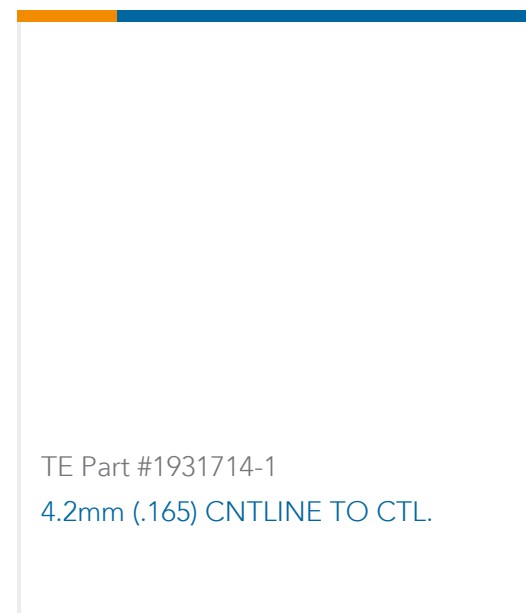 TE Part #1931714-1
4.2mm (.165) CNTLINE TO CTL.